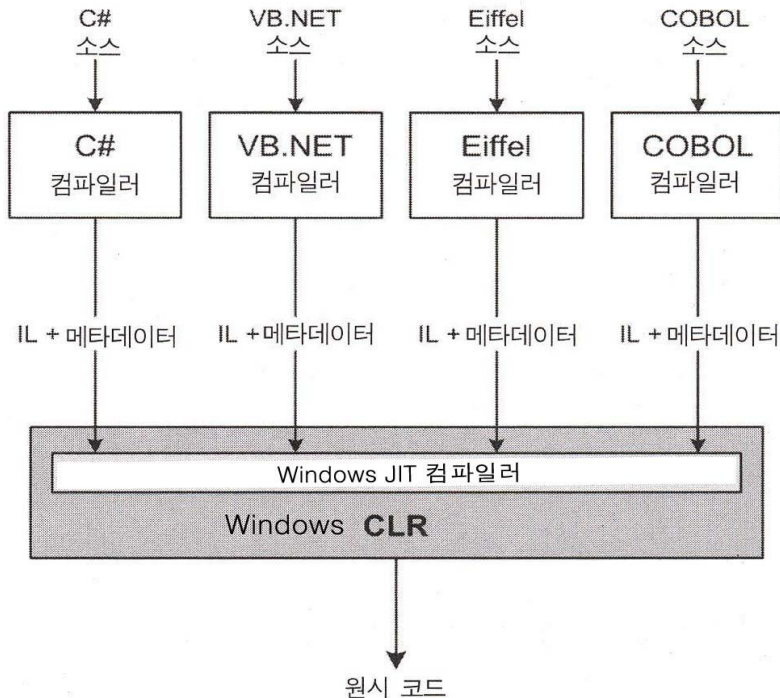 C# VB.NET Eiffel COBOL
소스 소스 소스 소스
C# VB.NET Eiffel COBOL
컴파일러 컴파일러 컴파일러 컴파일러
IL + 메타데이터 IL + 메타데이터 IL + 메타데이터 IL + 메타데이터
Windows JIT 컴파일러
Windows CLR
원시 코드